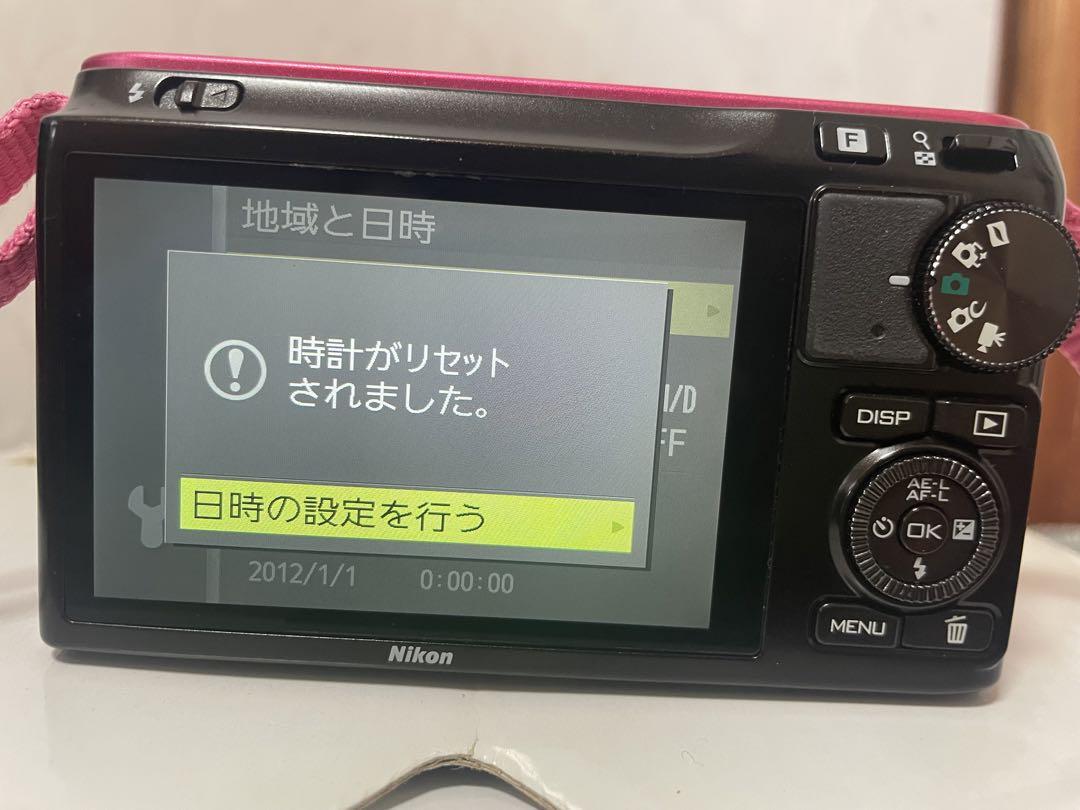 F
地域と日時
時計がリセット
されました。
/D
FF
日時の設定を行う
2012/1/1 0:00:00
DISP
AE-L
AF-L
OK
MENU
Nikon